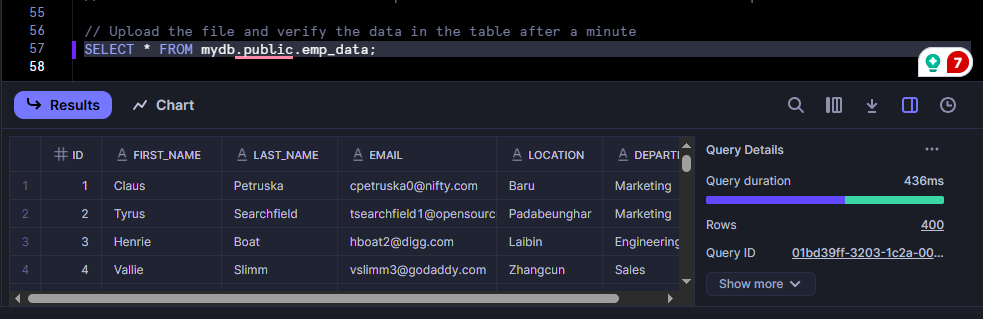 55
56 // Upload the file and verify the data in the table after a minute
57 SELECT * FROM mydb.public.emp_data;
58
7
Results Chart
# ID A FIRST_NAME A LAST_NAME A EMAIL A LOCATION A DEPARTI
1 1 Claus Petruska cpetruska0@nifty.com Baru Marketing
2 2 Tyrus Searchfield tsearchfield1@opensourc Padabeunghar Marketing
3 3 Henrie Boat hboat2@digg.com Laibin Engineering
4 4 Vallie Slimm vslimm3@godaddy.com Zhangcun Sales
Query Details ...
Query duration 436ms
Rows 400
Query ID 01bd39ff-3203-1c2a-00...
Show more